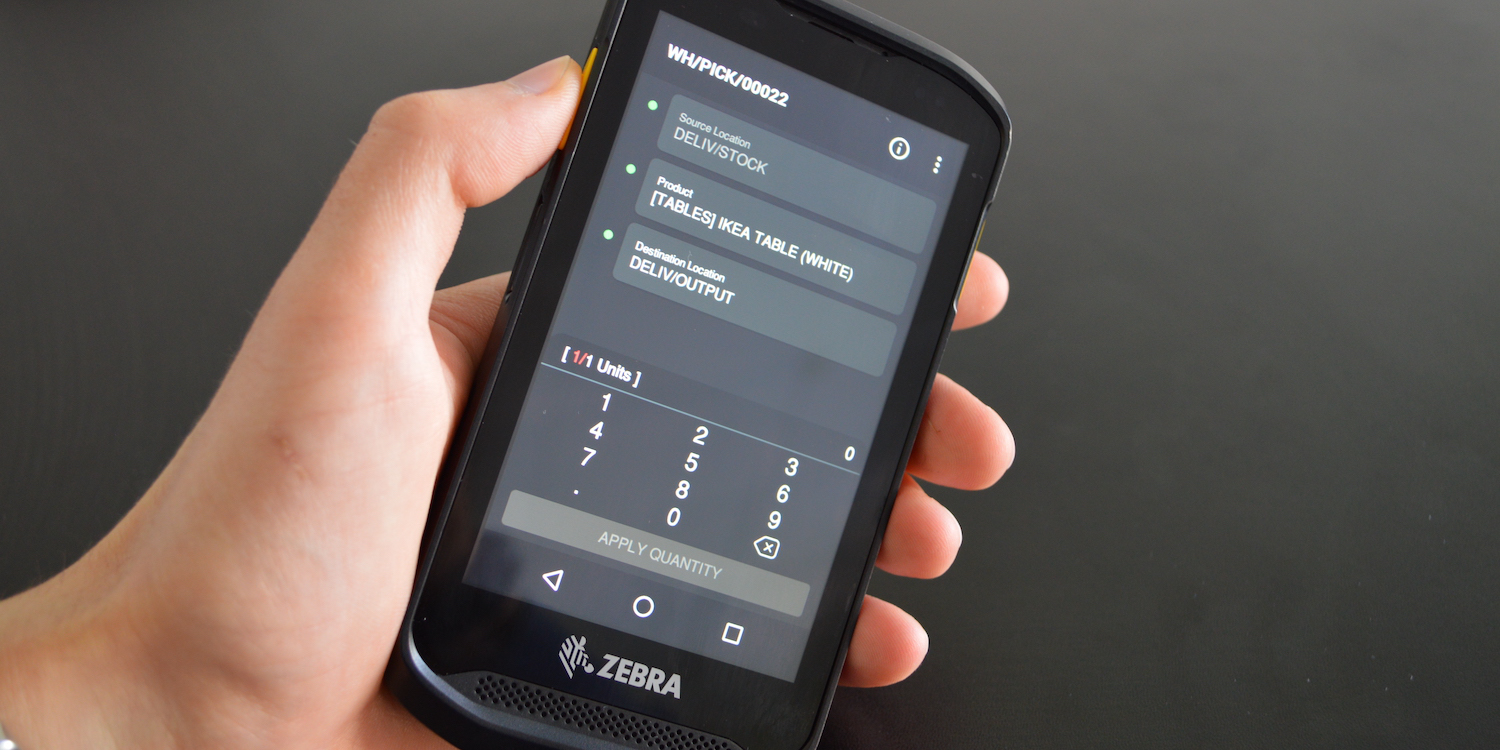 WH/PICK/00022
Source Location
DELIV/STOCK
Product
[TABLES] IKEA TABLE (WHITE)
Destination Location
DELIV/OUTPUT
[ 1/1 Units ]
0
1 2 3
4 5 6
7 8 9
. 0
APPLY QUANTITY
ZEBRA